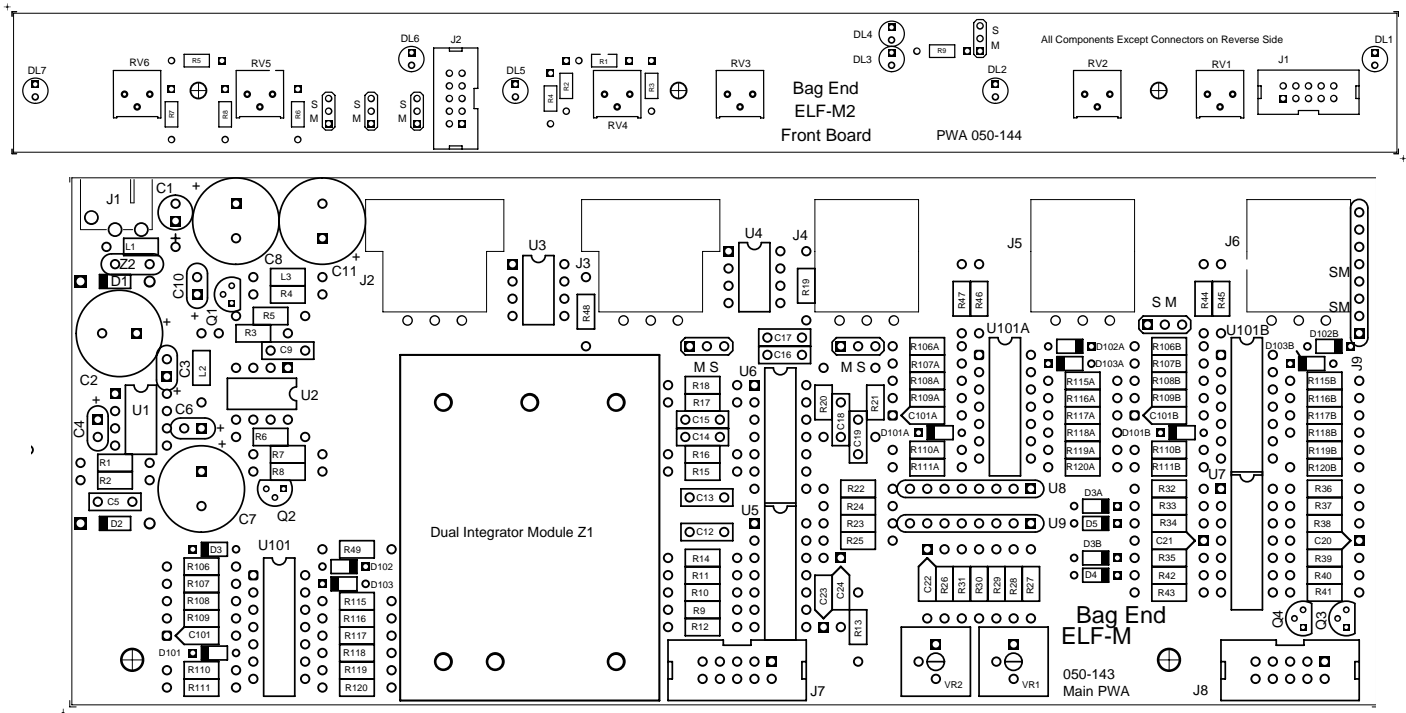 DL7
RV6
R5
RV5
DL6
J2
DL5
R1
RV3
DL4
DL3
R9
S
M
All Components Except Connectors on Reverse Side
DL1
DL2
RV2
RV1
J1
R7
R8
R6
S
M
S
M
S
M
R4
R2
R3
RV4
Bag End
ELF-M2
Front Board
PWA 050-144
J1
C1
L1
Z2
D1
C8
C11
C10
Q1
L3
R4
R5
R3
C9
J2
U3
J3
R48
U4
J4
R19
J5
R47
R46
J6
R44
R45
SM
SM
S M
C2
C3
L2
U1
U2
C4
C6
R6
R7
R8
R1
R2
C5
D2
C7
Q2
C17
C16
M S
M S
U6
R18
R17
C15
C14
R16
R15
C13
U5
C12
R14
R11
R10
R9
R12
R20
C18
C19
R21
R106A
R107A
R108A
R109A
C101A
D101A
R110A
R111A
U101A
D102A
D103A
R115A
R116A
R117A
R118A
R119A
R120A
R106B
R107B
R108B
R109B
C101B
D101B
R110B
R111B
U101B
D102B
D103B
J9
R115B
R116B
R117B
R118B
R119B
R120B
U7
R22
R24
R23
R25
U8
U9
D3A
D5
D3B
D4
R32
R33
R34
C21
R35
R42
R43
R36
R37
R38
C20
R39
R40
R41
Dual Integrator Module Z1
D3
R106
R107
R108
R109
C101
D101
R110
R111
U101
R49
D102
D103
R115
R116
R117
R118
R119
R120
C23
C24
R13
C22
R26
R31
R30
R29
R28
R27
Bag End
ELF-M
Q4
Q3
J7
VR2
VR1
050-143
Main PWA
J8